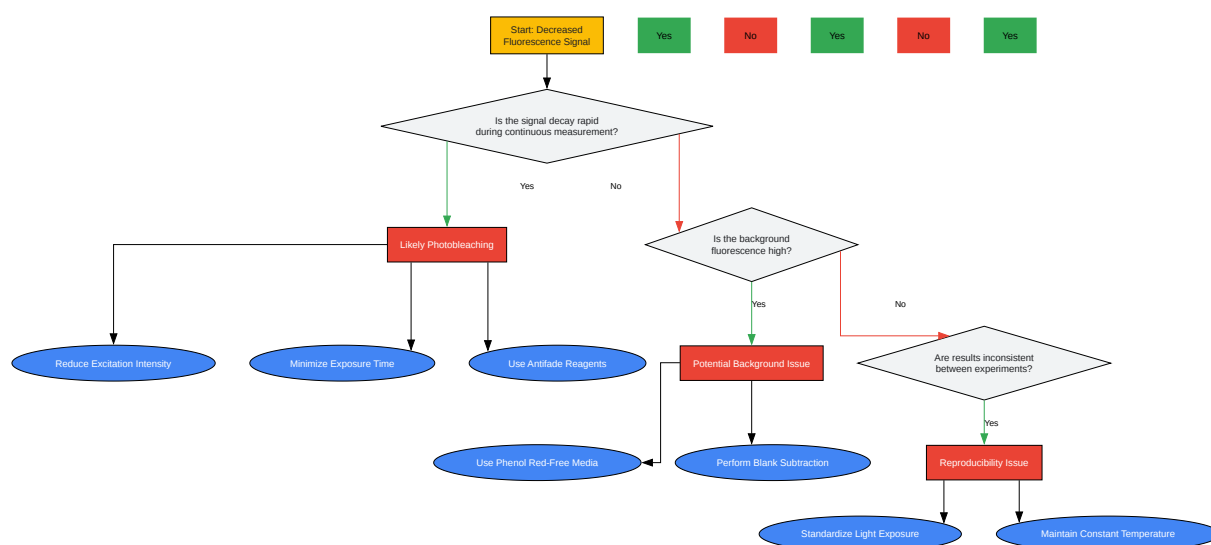 Start: Decreased
Fluorescence Signal
Yes
No
Yes
No
Yes
Is the signal decay rapid
during continuous measurement?
Yes
No
Likely Photobleaching
Is the background
fluorescence high?
Yes
No
Reduce Excitation Intensity
Minimize Exposure Time
Use Antifade Reagents
Potential Background Issue
Are results inconsistent
between experiments?
Yes
Use Phenol Red-Free Media
Perform Blank Subtraction
Reproducibility Issue
Standardize Light Exposure
Maintain Constant Temperature